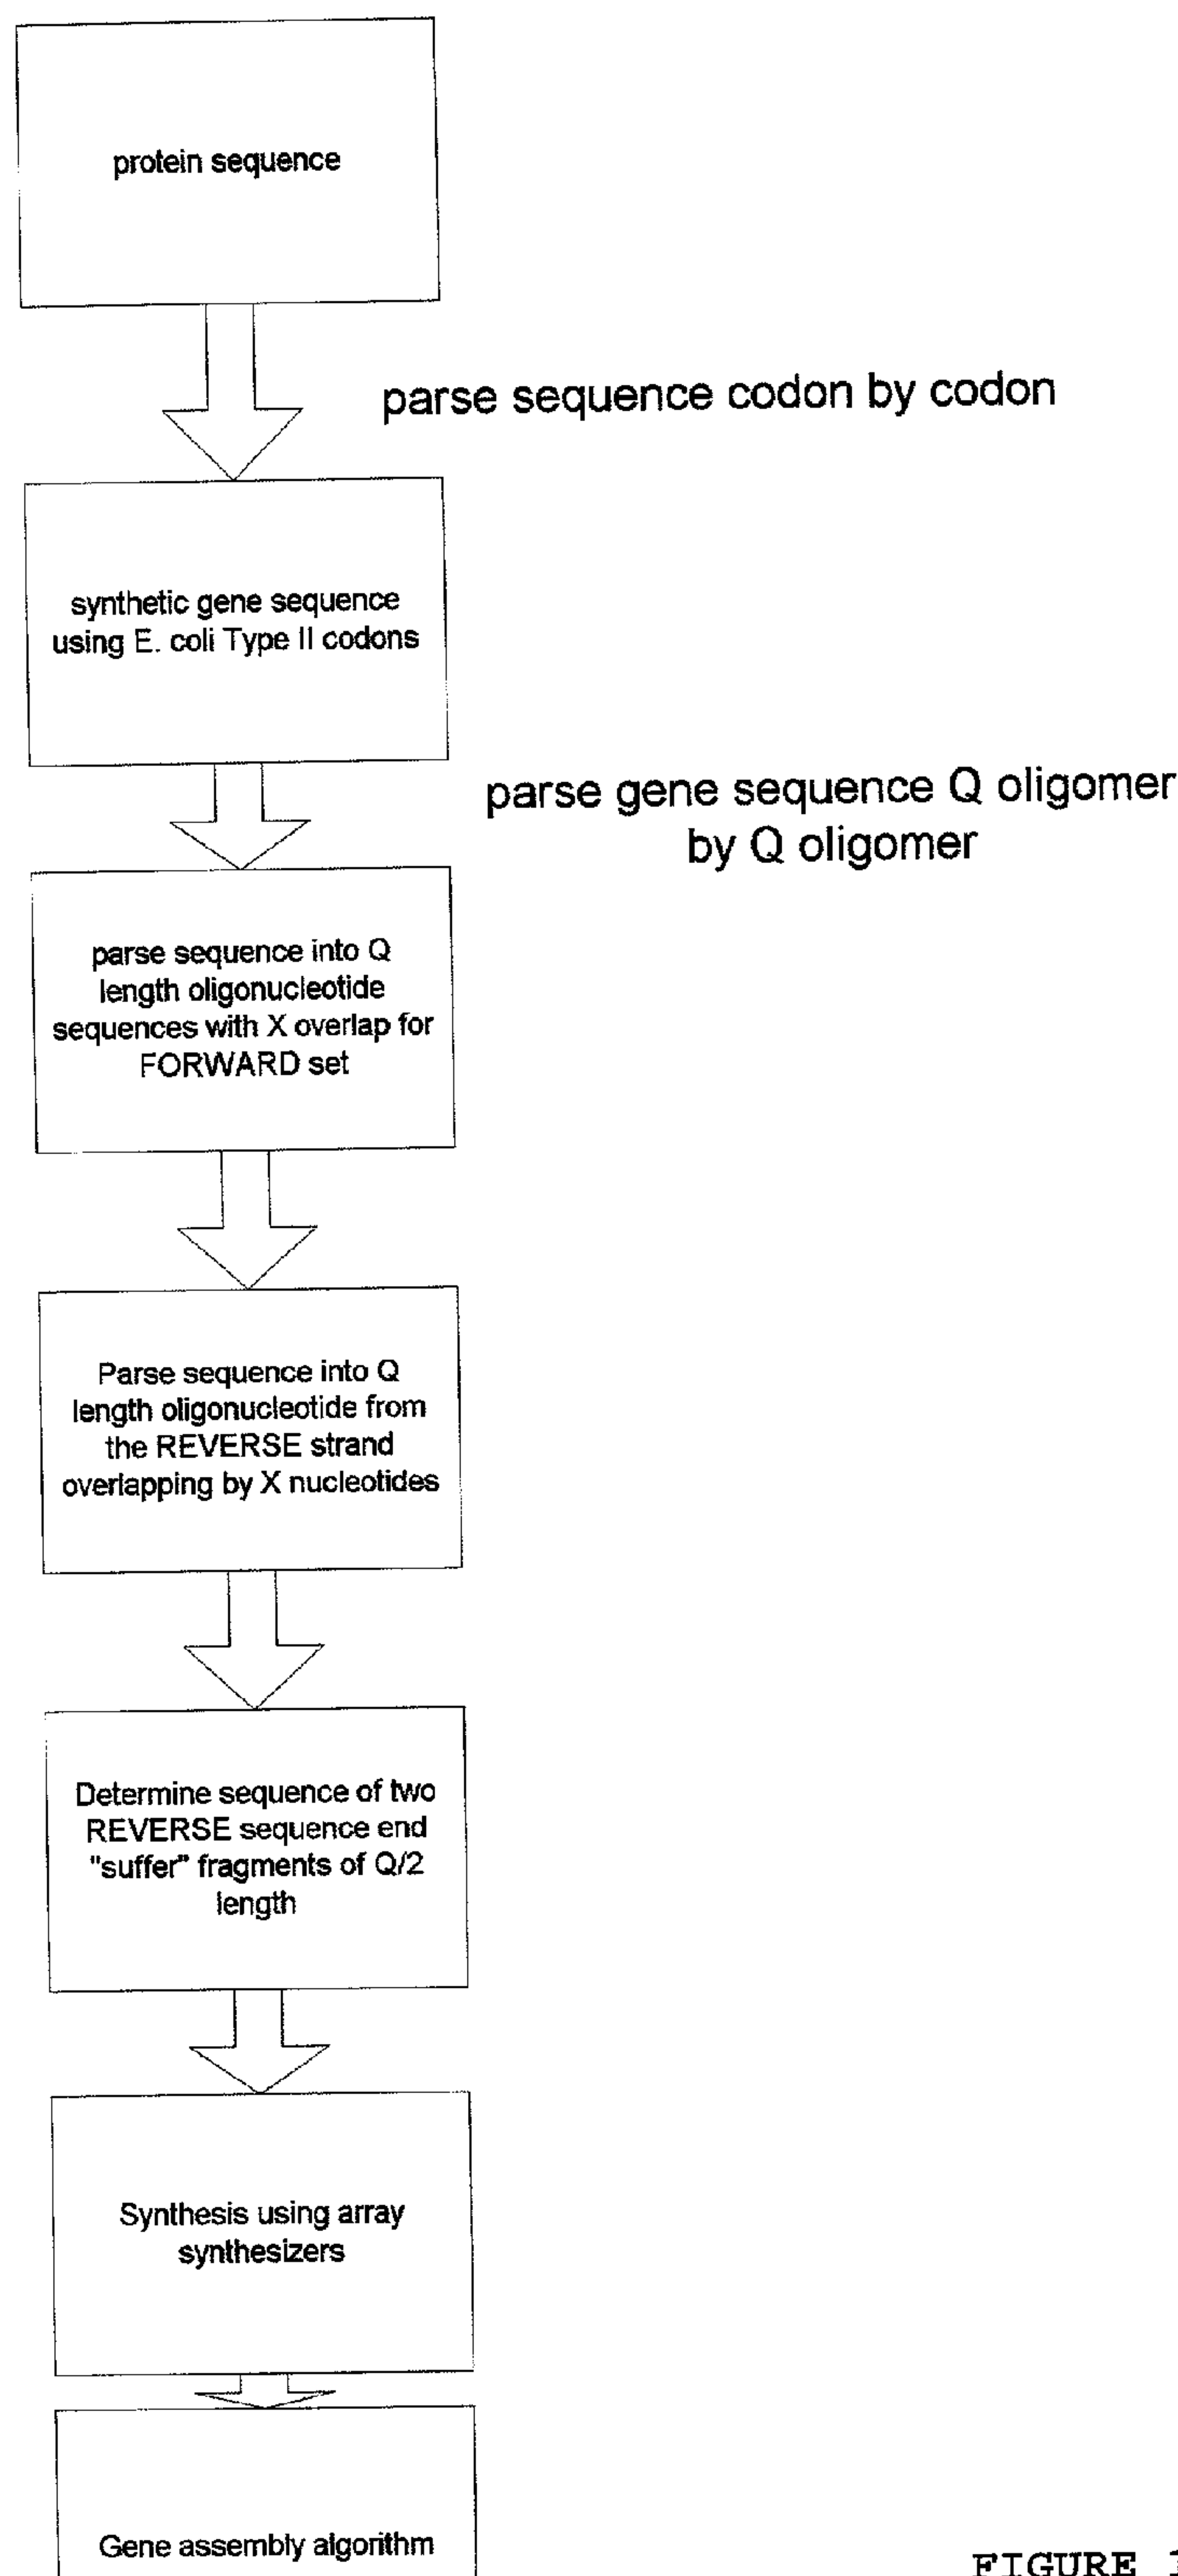 protein sequence
parse sequence codon by codon
synthetic gene sequence
using E. coli Type II codons
parse gene sequence Q oligomer
by Q oligomer
parse sequence into Q
length oligonucleotide
sequences with X overlap for
FORWARD set
Parse sequence into Q
length oligonucleotide from
the REVERSE strand
overlapping by X nucleotides
Determine sequence of two
REVERSE sequence end
"suffer" fragments of Q/2
length
Synthesis using array
synthesizers
Gene assembly algorithm
FIGURE